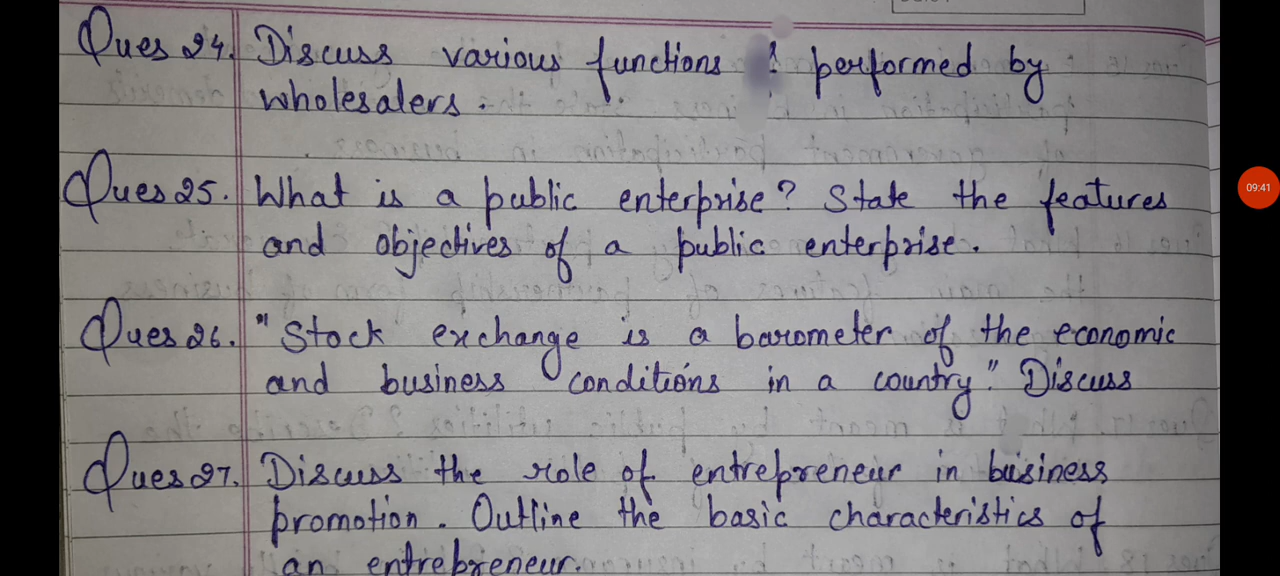 Ques 24. Discuss various functions performed by
wholesalers.
Ques 25. What is a public enterprise? State the features
and objectives of a public enterprise.
Ques 26. "Stock exchange is a barometer of the economic
and business conditions in a country." Discuss
Ques 27. Discuss the role of entrepreneur in business
promotion. Outline the basic characteristics of
an entrepreneur.
09:41